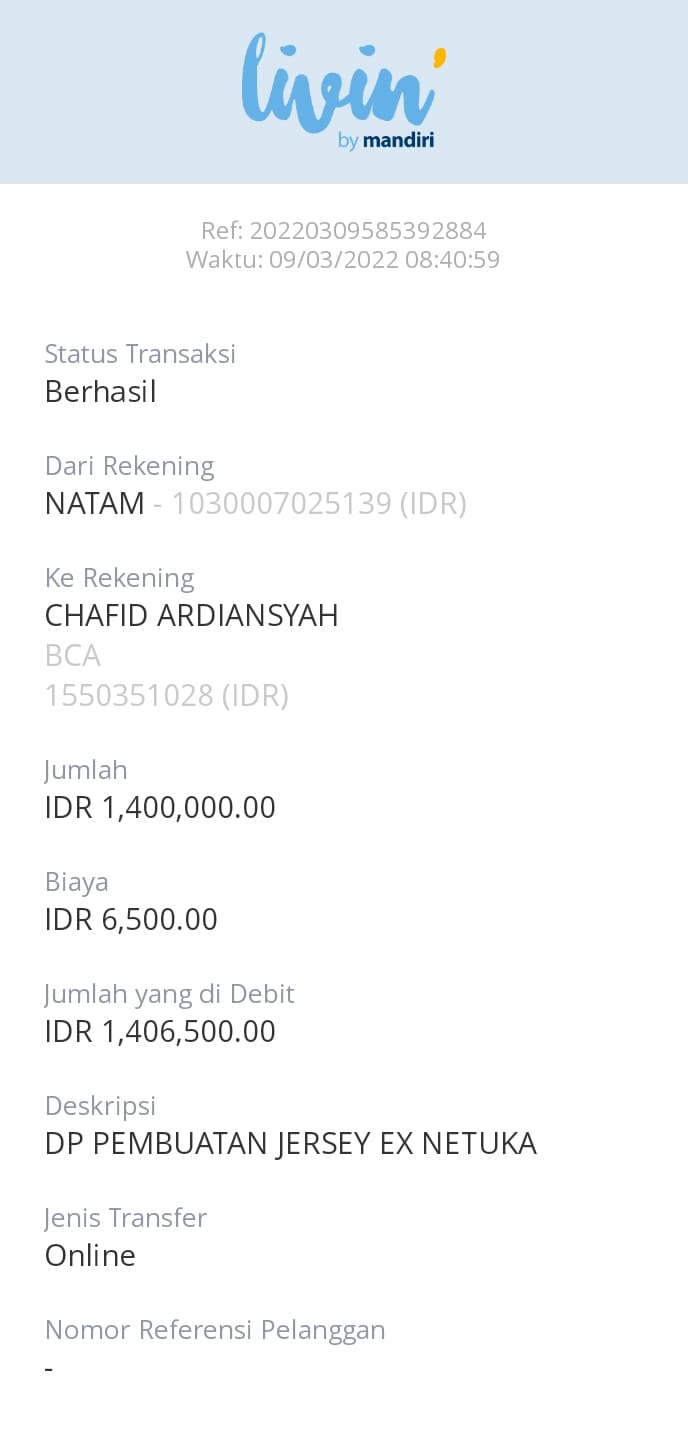 livin'
by mandiri
Ref: 20220309585392884
Waktu: 09/03/2022 08:40:59
Status Transaksi
Berhasil
Dari Rekening
NATAM - 1030007025139 (IDR)
Ke Rekening
CHAFID ARDIANSYAH
BCA
1550351028 (IDR)
Jumlah
IDR 1,400,000.00
Biaya
IDR 6,500.00
Jumlah yang di Debit
IDR 1,406,500.00
Deskripsi
DP PEMBUATAN JERSEY EX NETUKA
Jenis Transfer
Online
Nomor Referensi Pelanggan
-